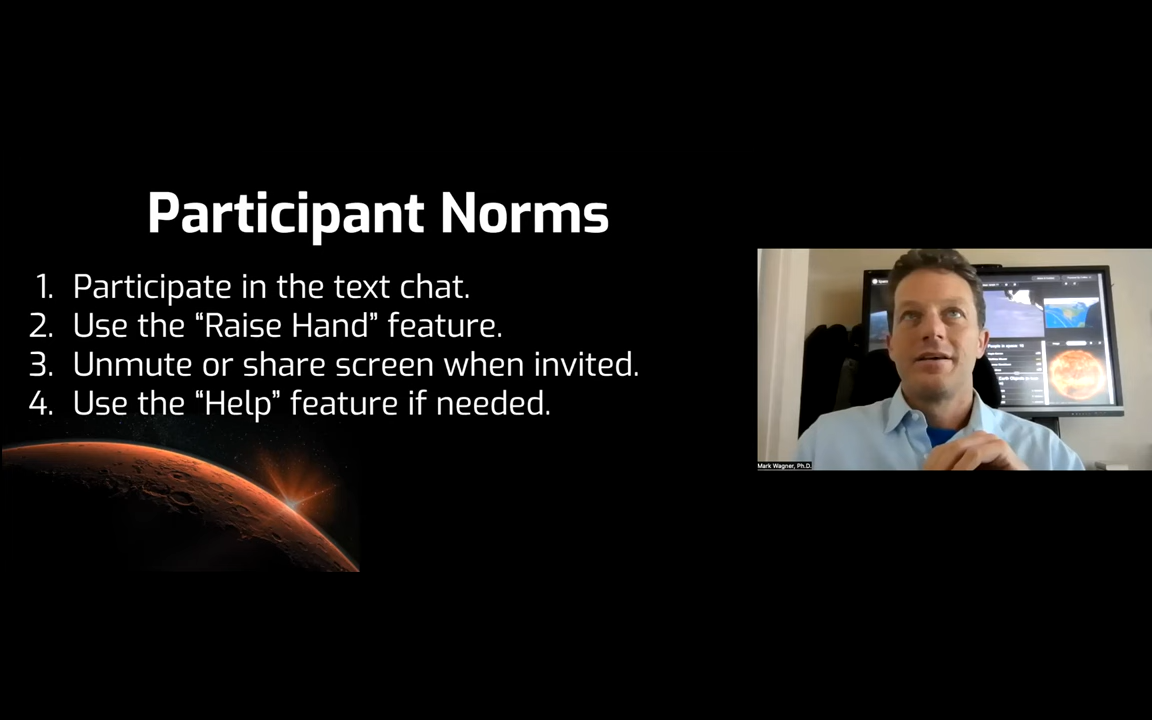 Participant Norms
1. Participate in the text chat.
2. Use the “Raise Hand” feature.
3. Unmute or share screen when invited.
4. Use the “Help” feature if needed.
Mark Wagner, Ph.D.